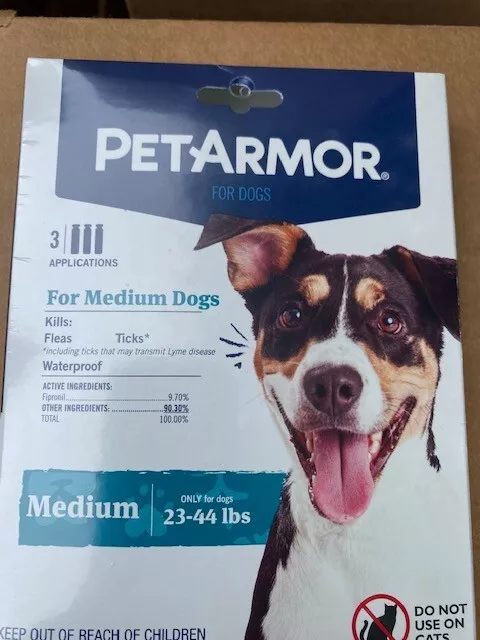 PETARMOR®
FOR DOGS
3
APPLICATIONS
For Medium Dogs
Kills:
Fleas Ticks*
*including ticks that may transmit Lyme disease
Waterproof
ACTIVE INGREDIENTS:
Fipronil.................................9.70%
OTHER INGREDIENTS: ....................90.30%
TOTAL 100.00%
Medium
ONLY for dogs
23-44 lbs
DO NOT
USE ON
CATS
KEEP OUT OF REACH OF CHILDREN